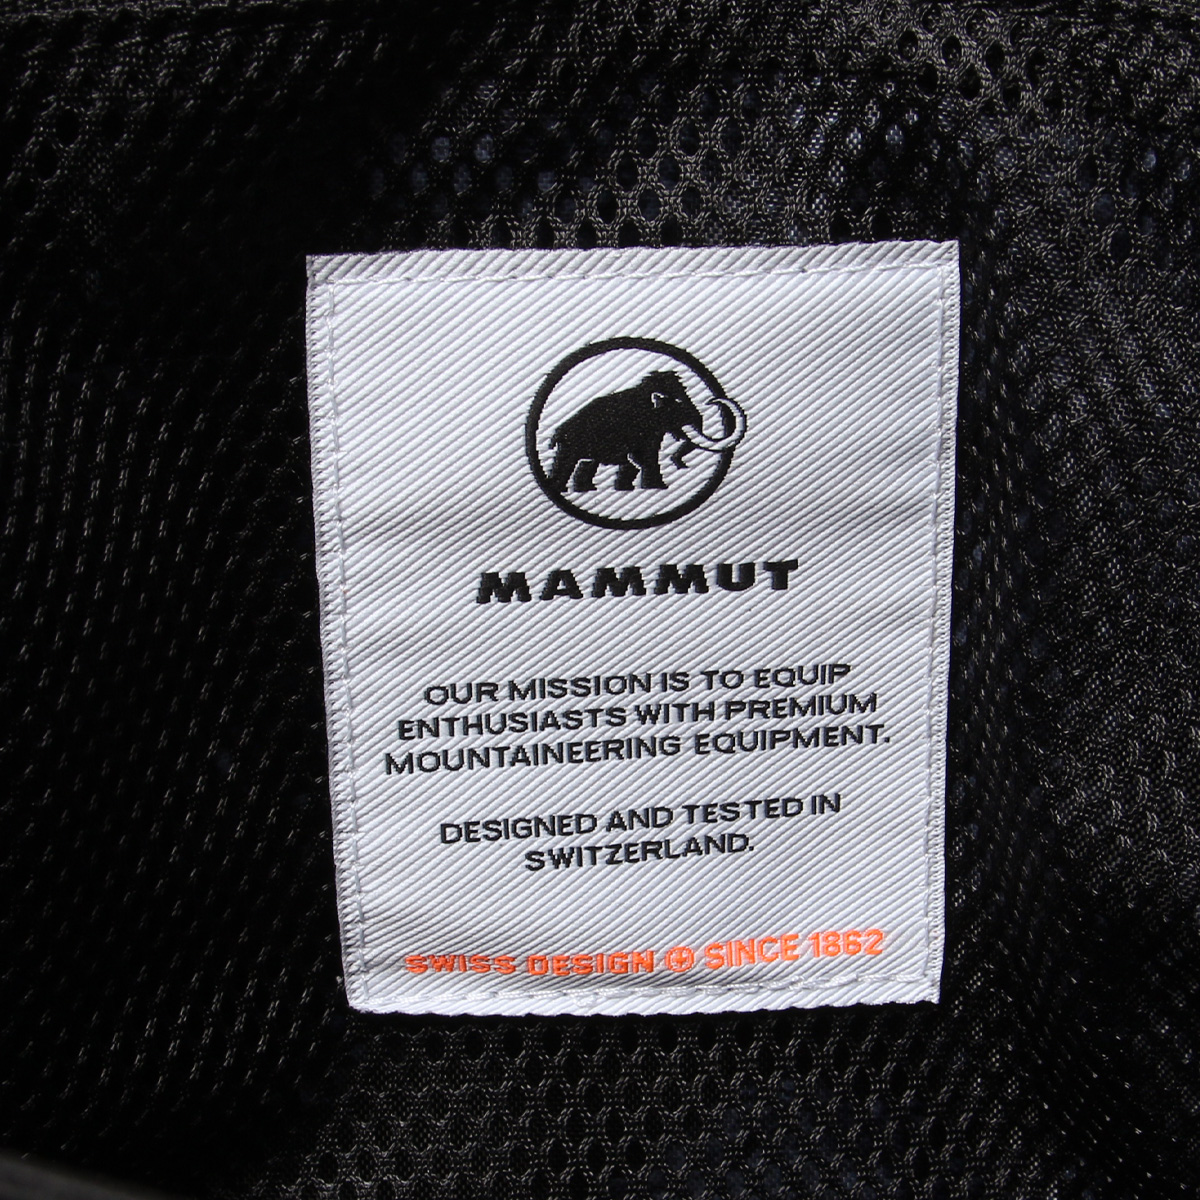 MAMMUT
OUR MISSION IS TO EQUIP
ENTHUSIASTS WITH PREMIUM
MOUNTAINEERING EQUIPMENT.
DESIGNED AND TESTED IN
SWITZERLAND.
SWISS DESIGN SINCE 1862